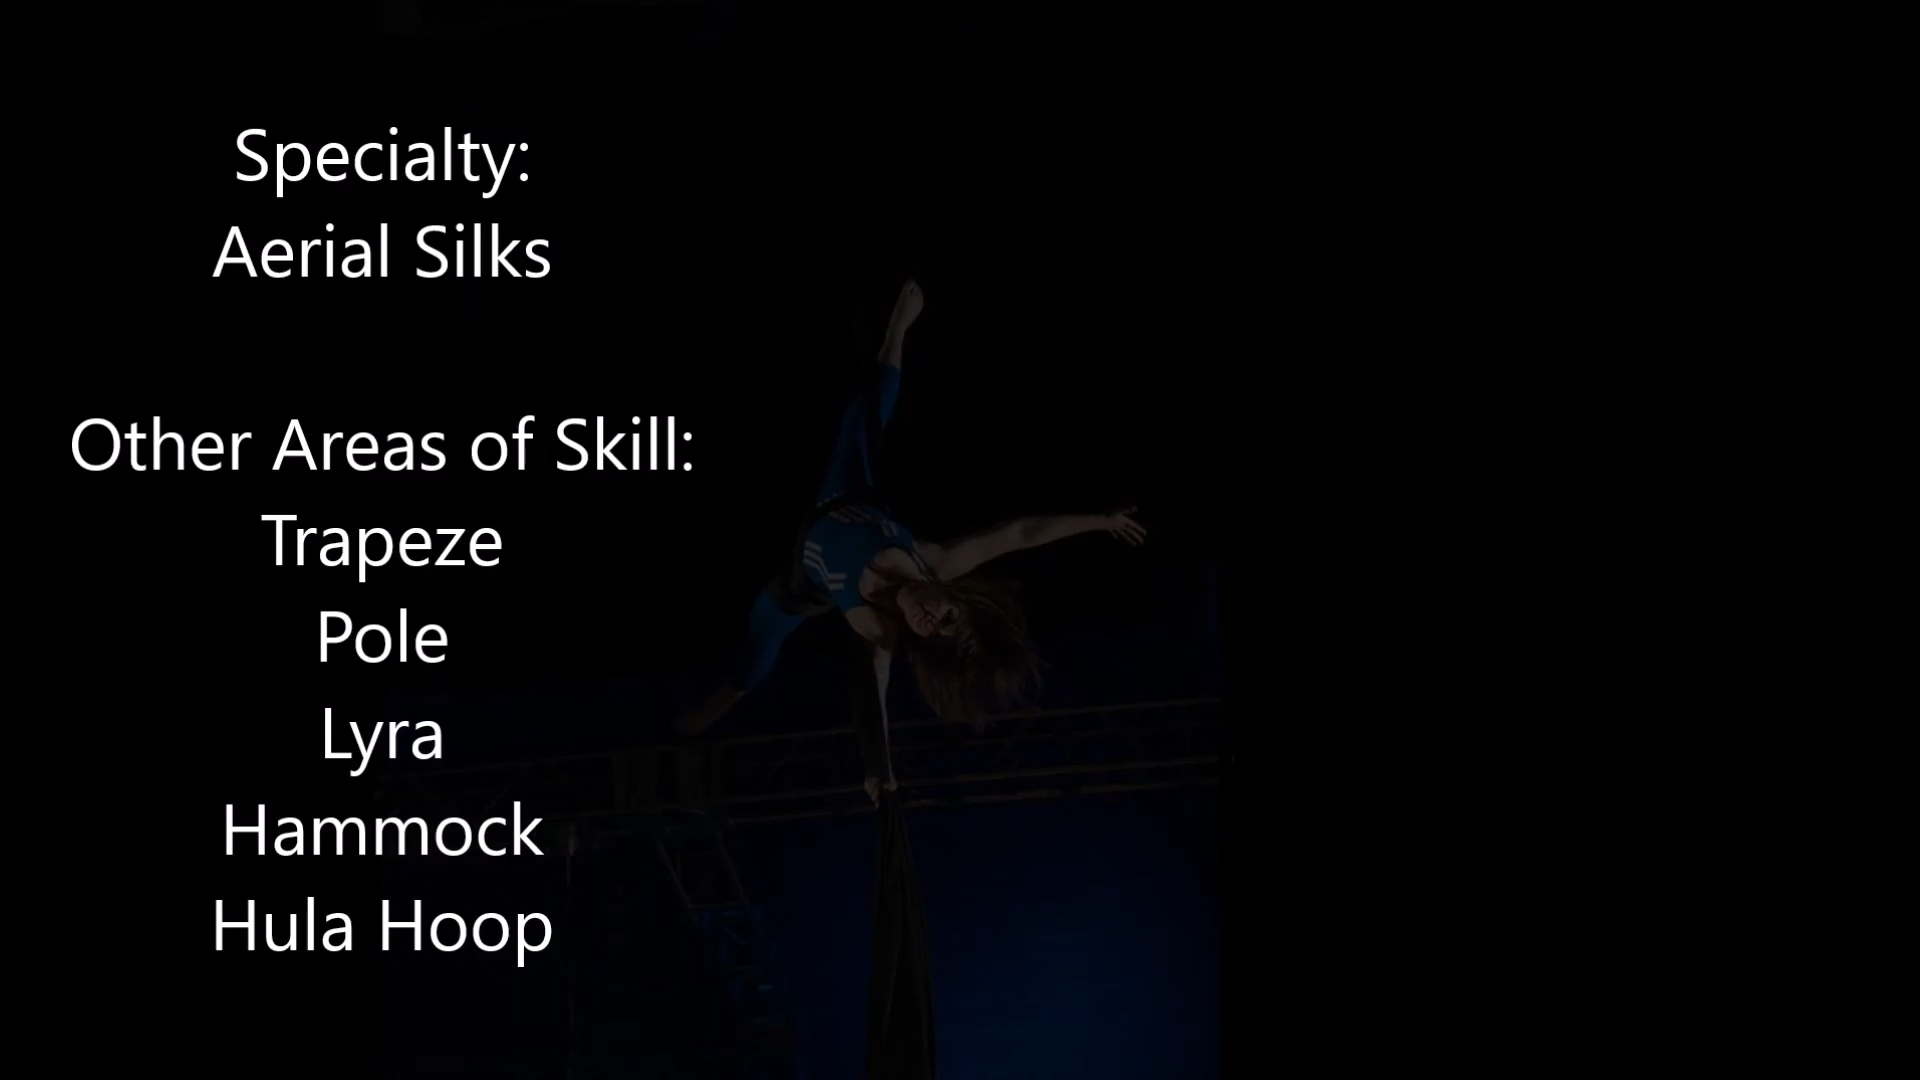 Specialty:
Aerial Silks
Other Areas of Skill:
Trapeze
Pole
Lyra
Hammock
Hula Hoop